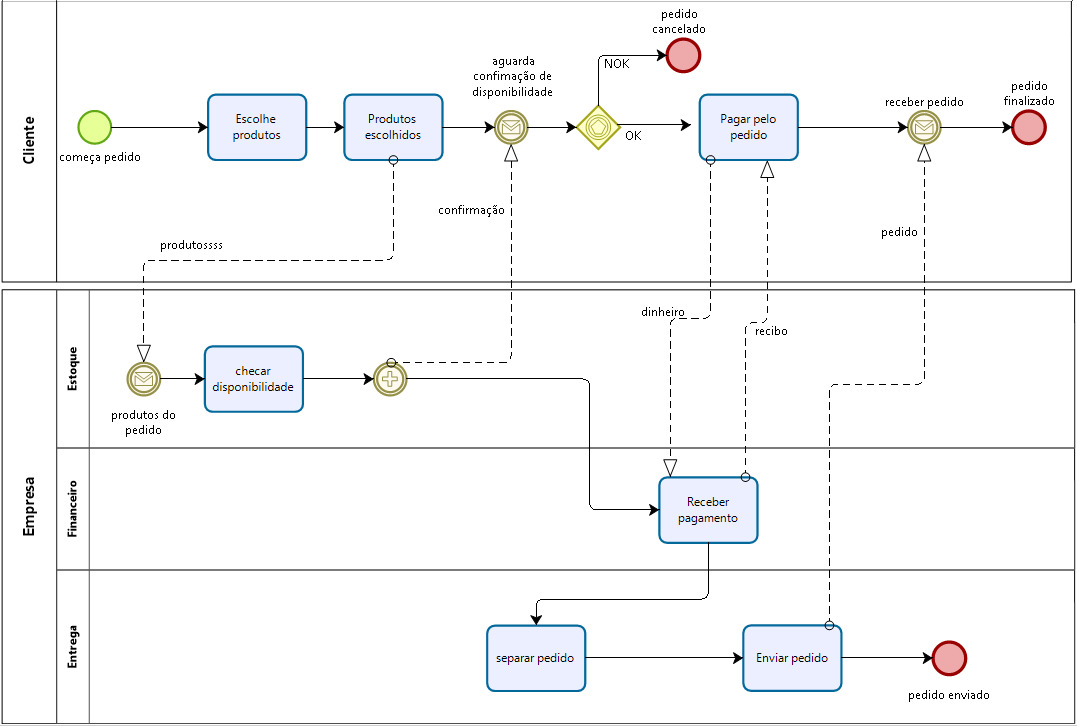 Cliente
começa pedido
Escolhe
produtos
Produtos
escolhidos
aguarda
confimação de
disponibilidade
NOK
pedido
cancelado
OK
Pagar pelo
pedido
receber pedido
pedido
finalizado
produtossss
confirmação
pedido
dinheiro
recibo
Empresa
Estoque
produtos do
pedido
checar
disponibilidade
Financeiro
Receber
pagamento
Entrega
separar pedido
Enviar pedido
pedido enviado